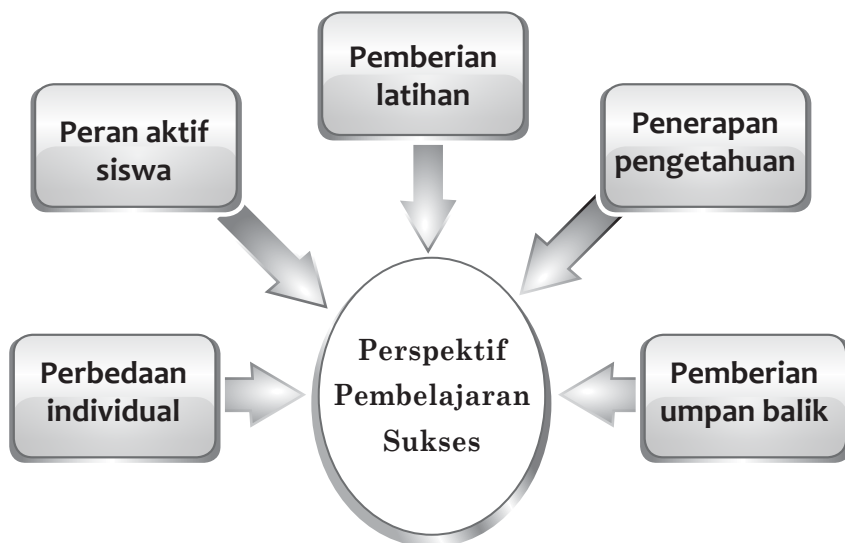 Pemberian
latihan
Peran aktif
siswa
Penerapan
pengetahuan
Perbedaan
individual
Perspektif
Pembelajaran
Sukses
Pemberian
umpan balik